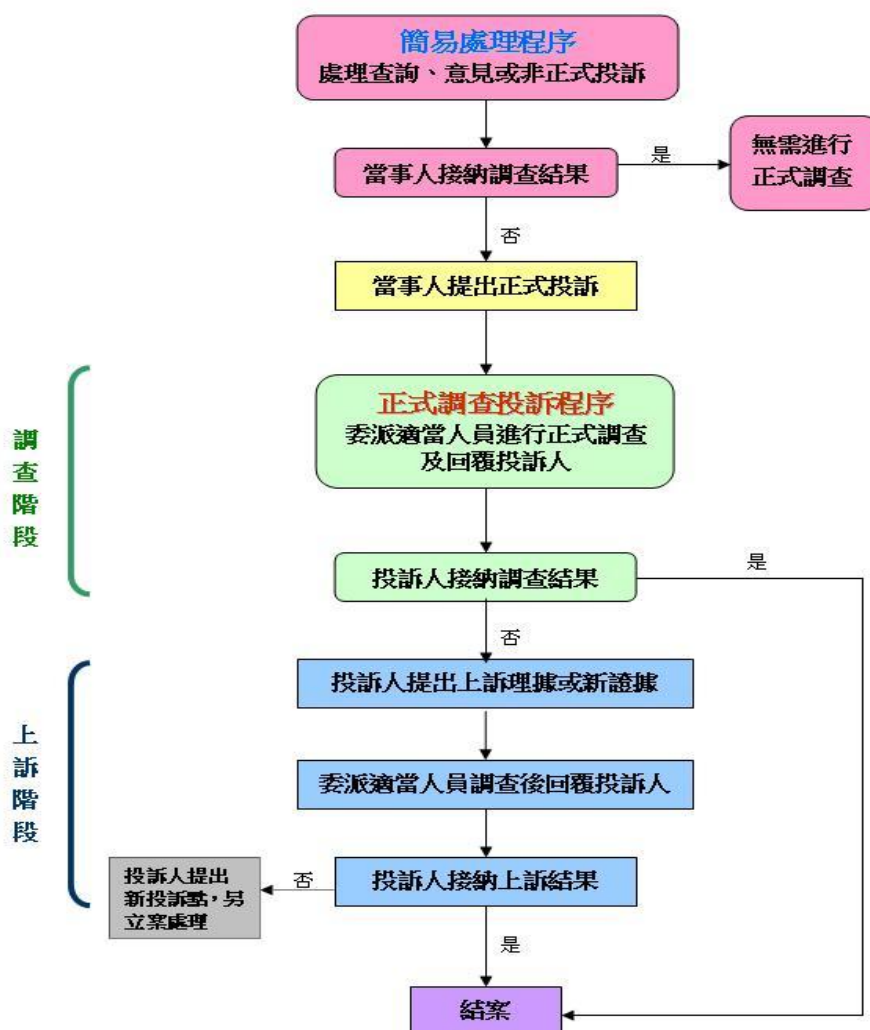 簡易處理程序
處理查詢、意見或非正式投訴
當事人接納調查結果
是
無需進行
正式調查
否
當事人提出正式投訴
調
查
階
段
正式調查投訴程序
委派適當人員進行正式調查
及回覆投訴人
投訴人接納調查結果
是
否
上
訴
階
段
投訴人提出上訴理據或新證據
委派適當人員調查後回覆投訴人
投訴人接納上訴結果
否
投訴人提出
新投訴點，另
立案處理
是
結案